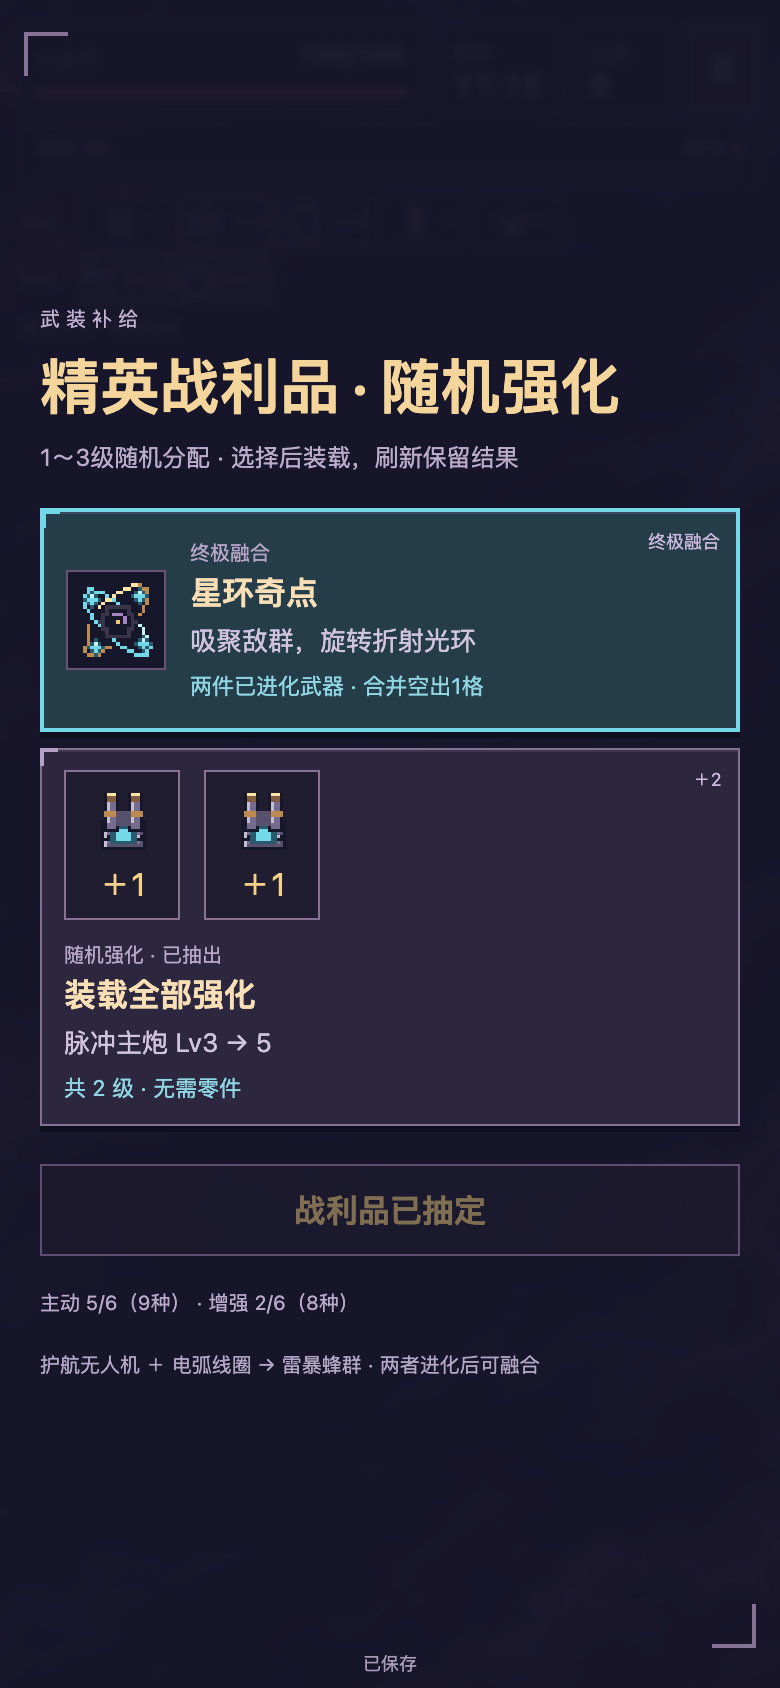 武装补给
精英战利品 · 随机强化
1～3级随机分配 · 选择后装载，刷新保留结果
终极融合
终极融合
星环奇点
吸聚敌群，旋转折射光环
两件已进化武器 · 合并空出1格
＋2
＋1 ＋1
随机强化 · 已抽出
装载全部强化
脉冲主炮 Lv3 → 5
共 2 级 · 无需零件
战利品已抽定
主动 5/6（9种） · 增强 2/6（8种）
护航无人机 ＋ 电弧线圈 → 雷暴蜂群 · 两者进化后可融合
已保存